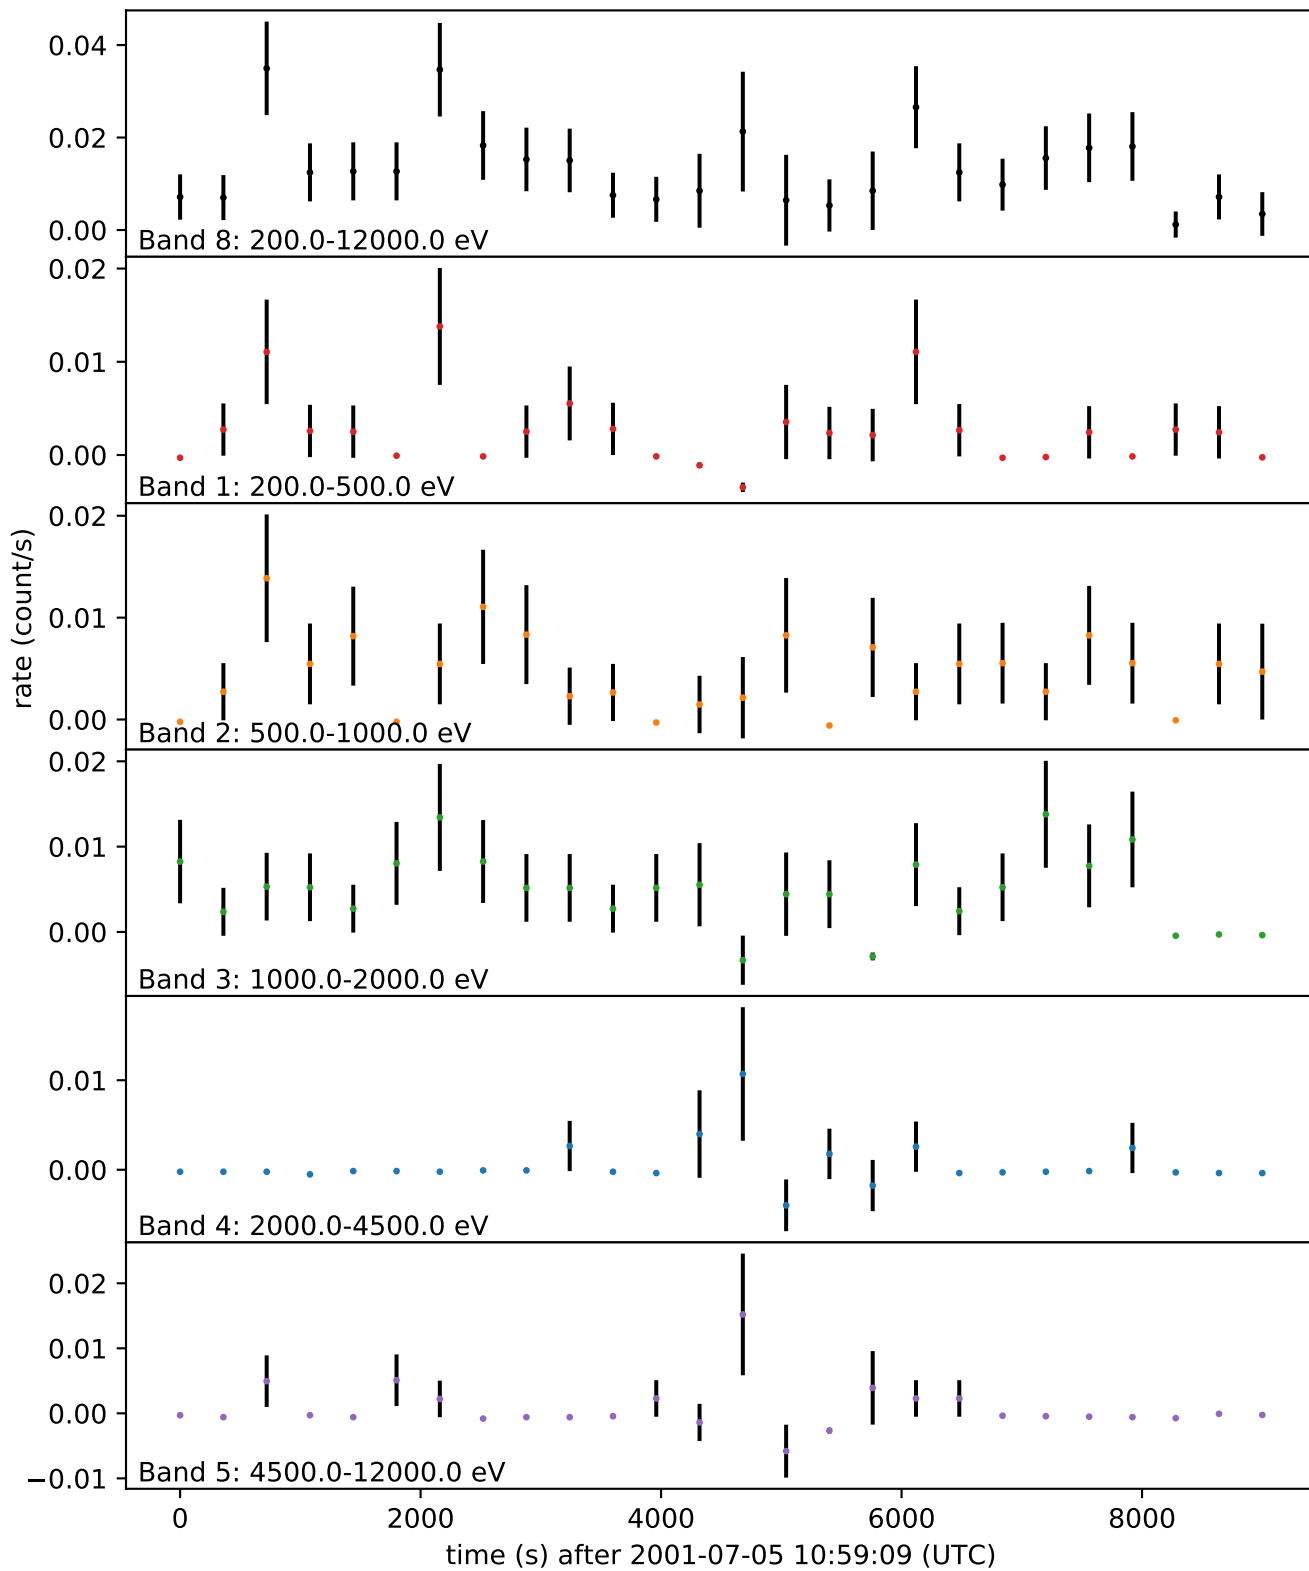 0.04
0.02
0.00
Band 8: 200.0-12000.0 eV
0.02
0.01
0.00
Band 1: 200.0-500.0 eV
rate (count/s)
0.02
0.01
0.00
Band 2: 500.0-1000.0 eV
0.02
0.01
0.00
Band 3: 1000.0-2000.0 eV
0.01
0.00
Band 4: 2000.0-4500.0 eV
0.02
0.01
0.00
−0.01
Band 5: 4500.0-12000.0 eV
0 2000 4000 6000 8000
time (s) after 2001-07-05 10:59:09 (UTC)